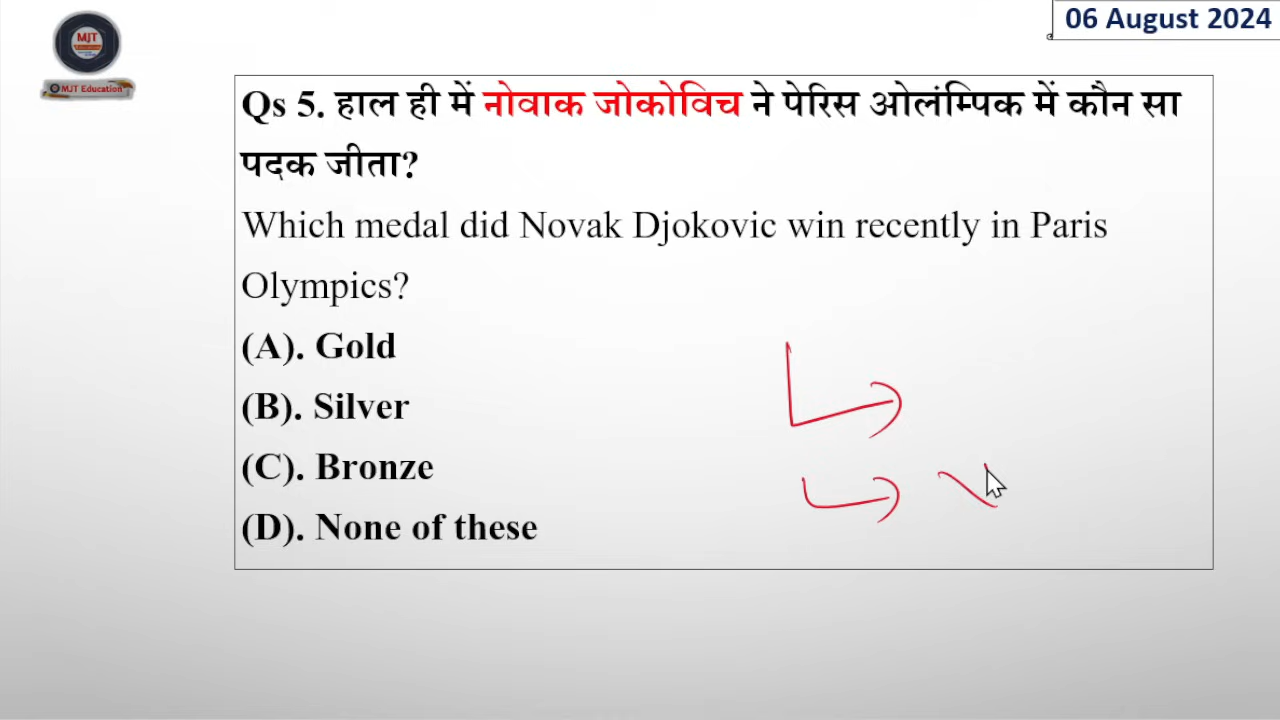 06 August 2024
MJT
MJT Education
Qs 5. हाल ही में नोवाक जोकोविच ने पेरिस ओलंम्पिक में कौन सा
पदक जीता?
Which medal did Novak Djokovic win recently in Paris
Olympics?
(A). Gold
(B). Silver
(C). Bronze
(D). None of these